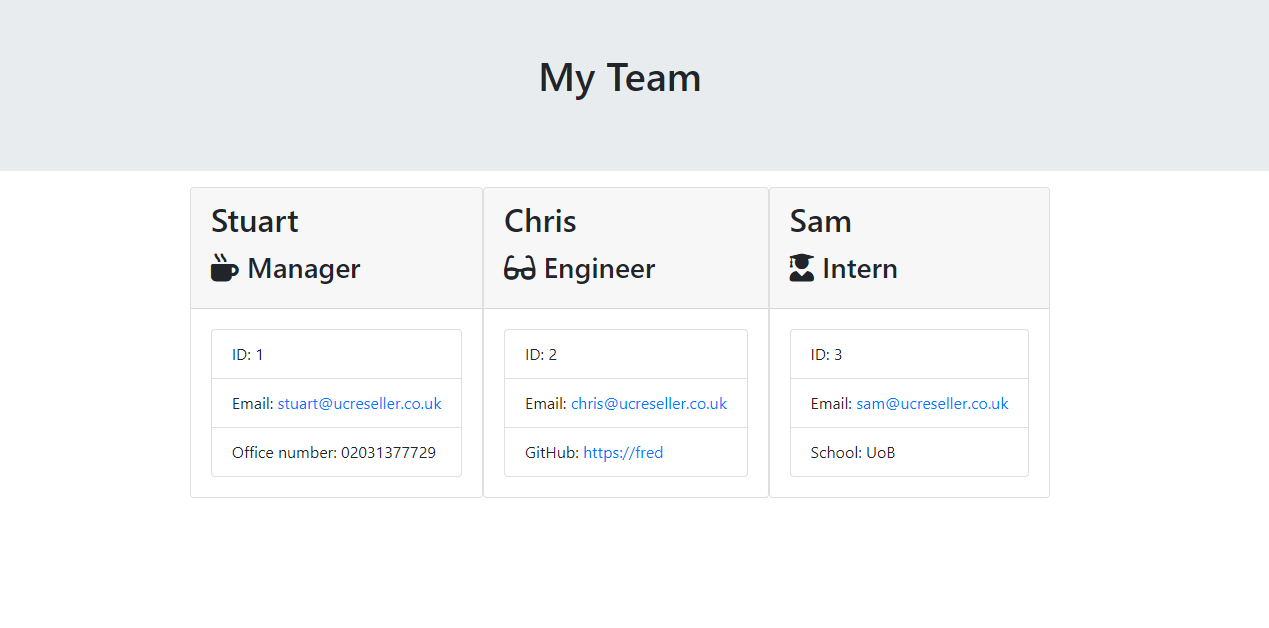 My Team
Stuart
Manager
ID: 1
Email: stuart@ucreseller.co.uk
Office number: 02031377729
Chris
Engineer
ID: 2
Email: chris@ucreseller.co.uk
GitHub: https://fred
Sam
Intern
ID: 3
Email: sam@ucreseller.co.uk
School: UoB